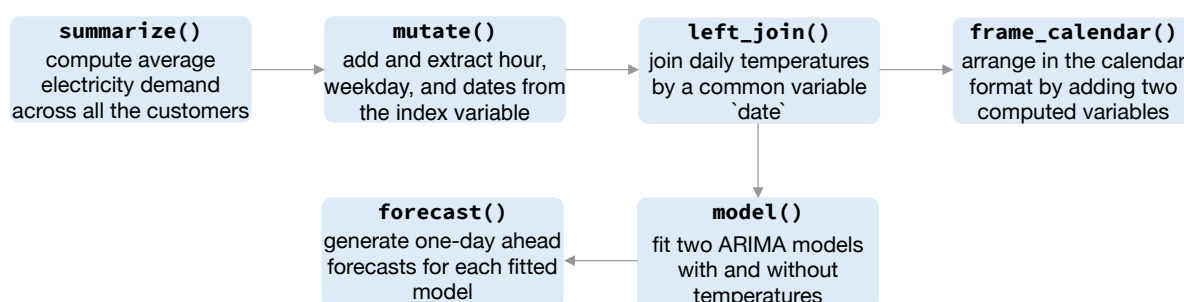 summarize()
compute average
electricity demand
across all the customers
mutate()
add and extract hour,
weekday, and dates from
the index variable
left_join()
join daily temperatures
by a common variable
`date`
frame_calendar()
arrange in the calendar
format by adding two
computed variables
forecast()
generate one-day ahead
forecasts for each fitted
model
model()
fit two ARIMA models
with and without
temperatures